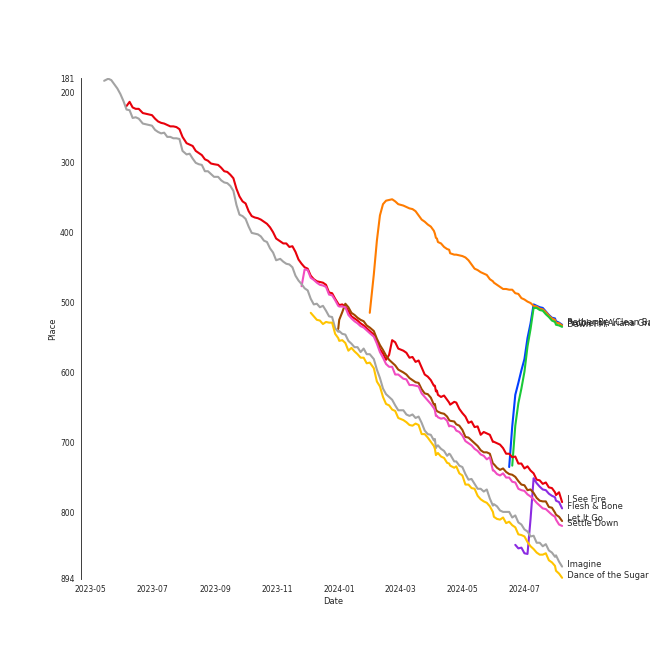 181
200
300
400
500
600
700
800
894
Place
2023-05
2023-07
2023-09
2023-11
2024-01
2024-03
2024-05
2024-07
Date
I See Fire
Flesh & Bone
Let It Go
Settle Down
Imagine
Dance of the Sugar